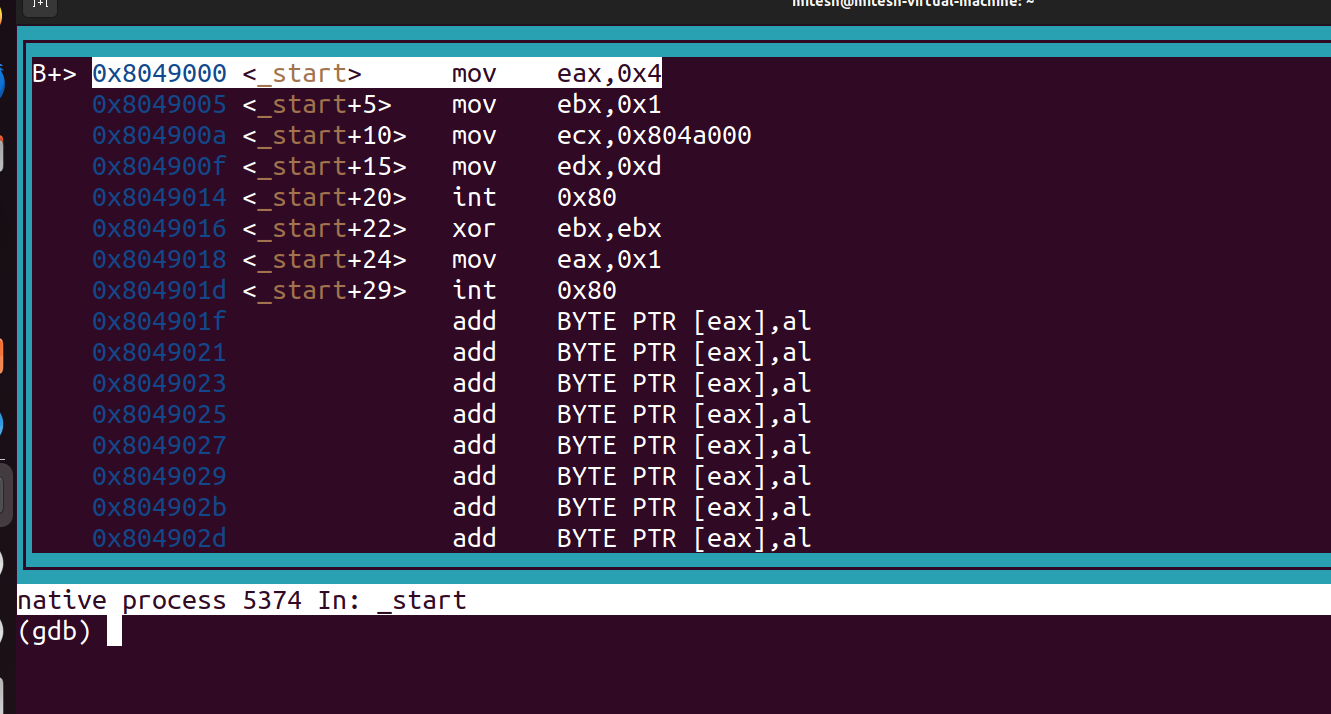 mitesh@mitesh-virtual-machine: ~
B+> 0x8049000 <_start> mov eax,0x4
0x8049005 <_start+5> mov ebx,0x1
0x804900a <_start+10> mov ecx,0x804a000
0x804900f <_start+15> mov edx,0xd
0x8049014 <_start+20> int 0x80
0x8049016 <_start+22> xor ebx,ebx
0x8049018 <_start+24> mov eax,0x1
0x804901d <_start+29> int 0x80
0x804901f add BYTE PTR [eax],al
0x8049021 add BYTE PTR [eax],al
0x8049023 add BYTE PTR [eax],al
0x8049025 add BYTE PTR [eax],al
0x8049027 add BYTE PTR [eax],al
0x8049029 add BYTE PTR [eax],al
0x804902b add BYTE PTR [eax],al
0x804902d add BYTE PTR [eax],al
native process 5374 In: _start
(gdb)